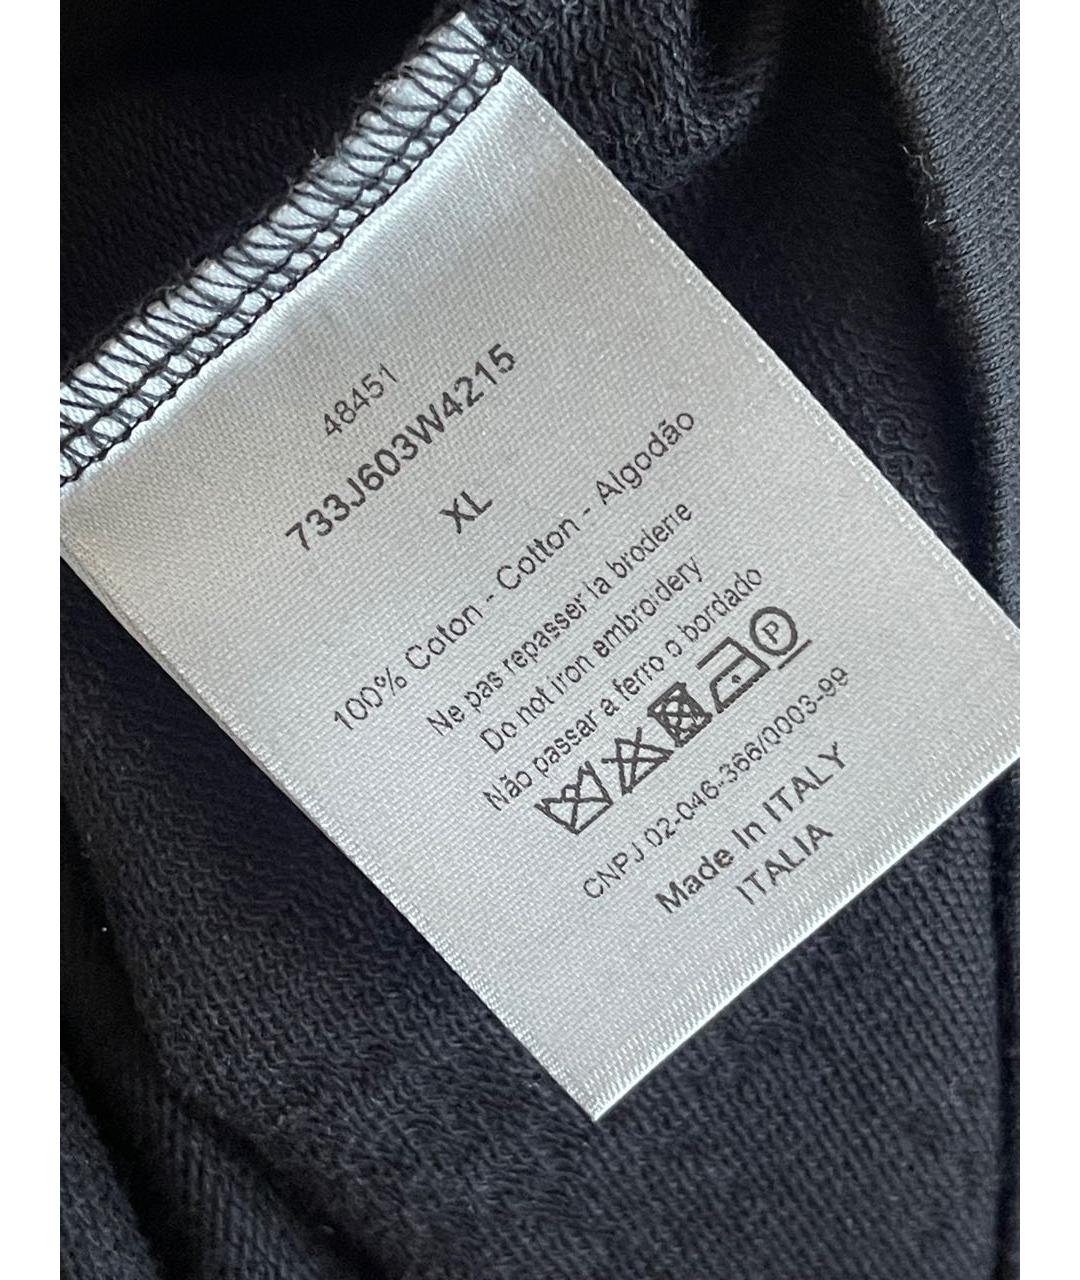 48451
733J603W4215
XL
100% Coton - Cotton - Algodão
Ne pas repasser la broderie
Do not iron embroidery
Não passar a ferro o bordado
P
CNPJ 02-046-366/0003-99
Made In ITALY
ITALIA